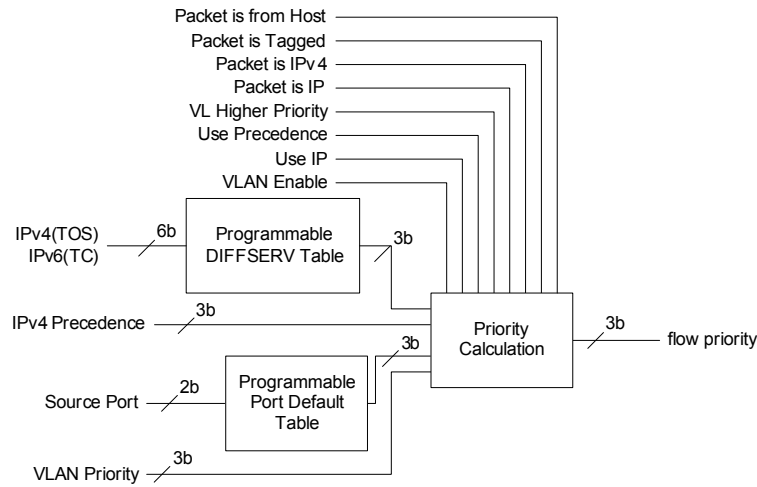 Packet is from Host
Packet is Tagged
Packet is IPv4
Packet is IP
VL Higher Priority
Use Precedence
Use IP
VLAN Enable
IPv4(TOS)
IPv6(TC)
6b
Programmable
DIFFSERV Table
3b
IPv4 Precedence
3b
Priority
Calculation
3b
flow priority
3b
Source Port
2b
Programmable
Port Default
Table
VLAN Priority
3b